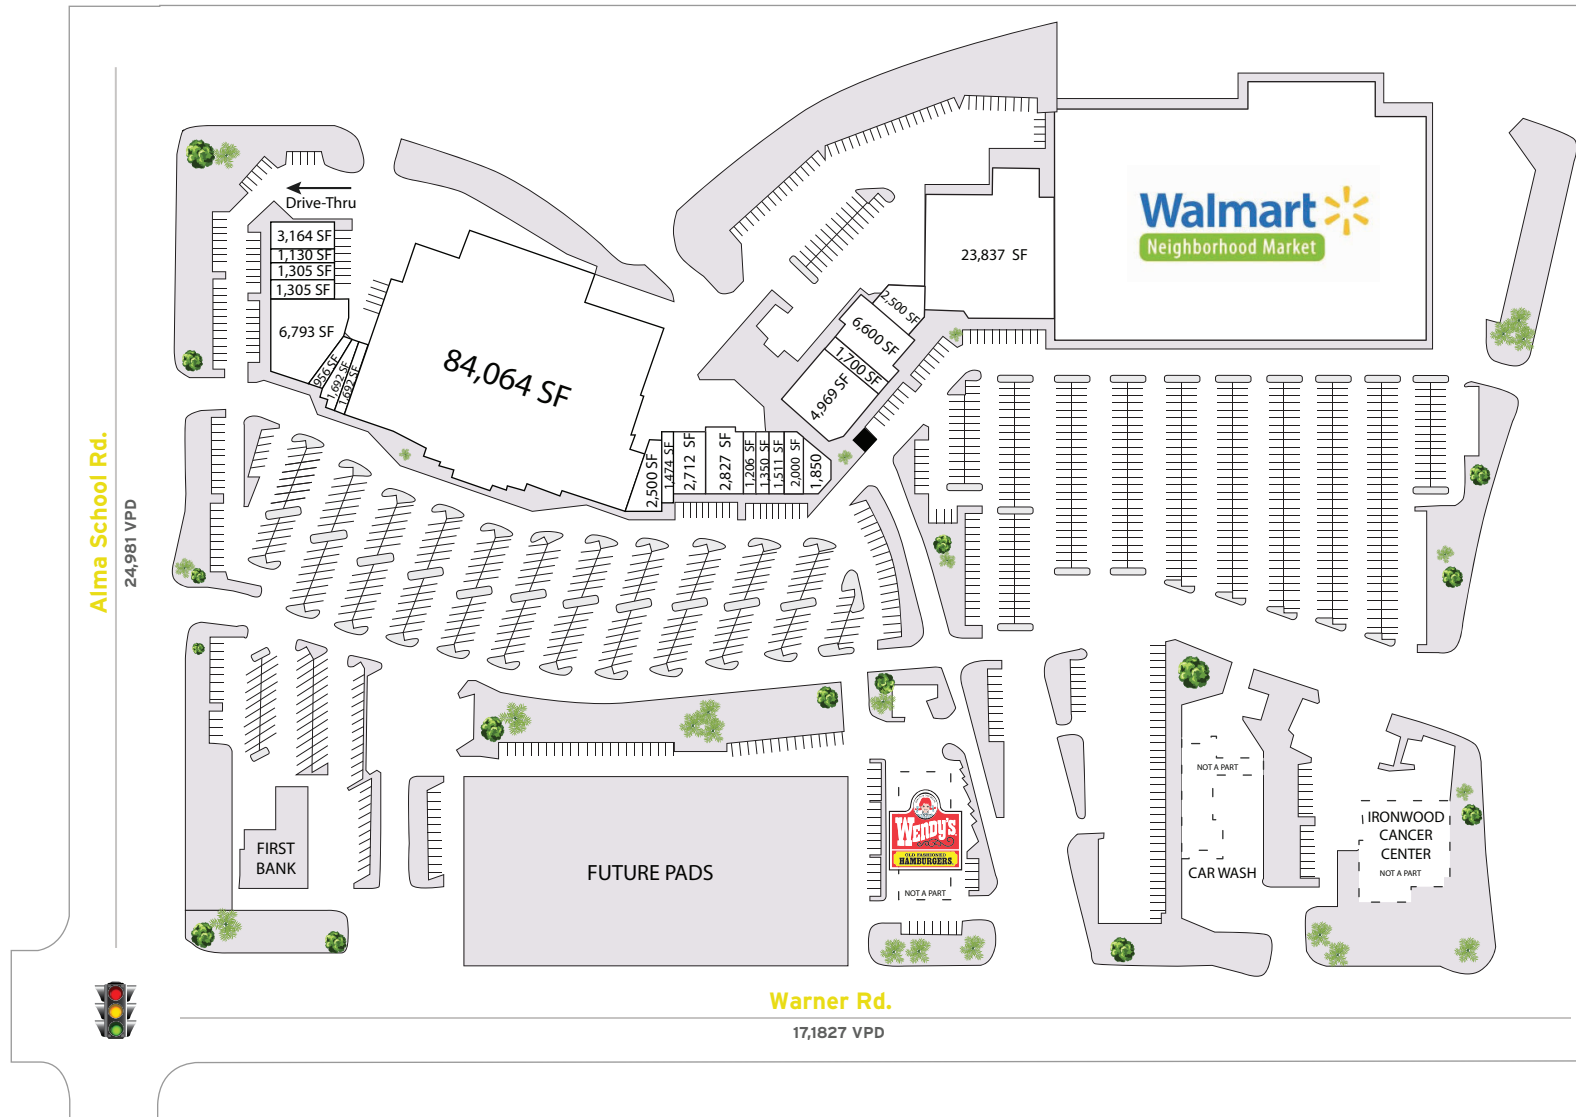 Walmart
Neighborhood Market
Drive-Thru
3,164 SF
1,130 SF
1,305 SF
1,305 SF
6,793 SF
956 SF
1,692 SF
1,692 SF
84,064 SF
23,837 SF
2,500 SF
6,600 SF
1,700 SF
4,969 SF
2,500 SF
1,474 SF
2,712 SF
2,827 SF
1,206 SF
1,350 SF
1,511 SF
2,000 SF
1,850
Alma School Rd.
24,981 VPD
FIRST
BANK
FUTURE PADS
WENDY'S
OLD FASHIONED
HAMBURGERS
NOT A PART
NOT A PART
CAR WASH
IRONWOOD
CANCER
CENTER
NOT A PART
Warner Rd.
17,1827 VPD